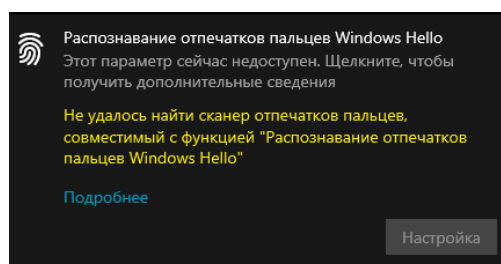 Распознавание отпечатков пальцев Windows Hello
Этот параметр сейчас недоступен. Щелкните, чтобы
получить дополнительные сведения
Не удалось найти сканер отпечатков пальцев,
совместимый с функцией "Распознавание отпечатков
пальцев Windows Hello"
Подробнее
Настройка